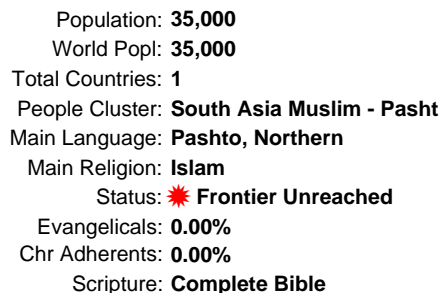 Population: 35,000
World Popl: 35,000
Total Countries: 1
People Cluster: South Asia Muslim - Pasht
Main Language: Pashto, Northern
Main Religion: Islam
Status: Frontier Unreached
Evangelicals: 0.00%
Chr Adherents: 0.00%
Scripture: Complete Bible